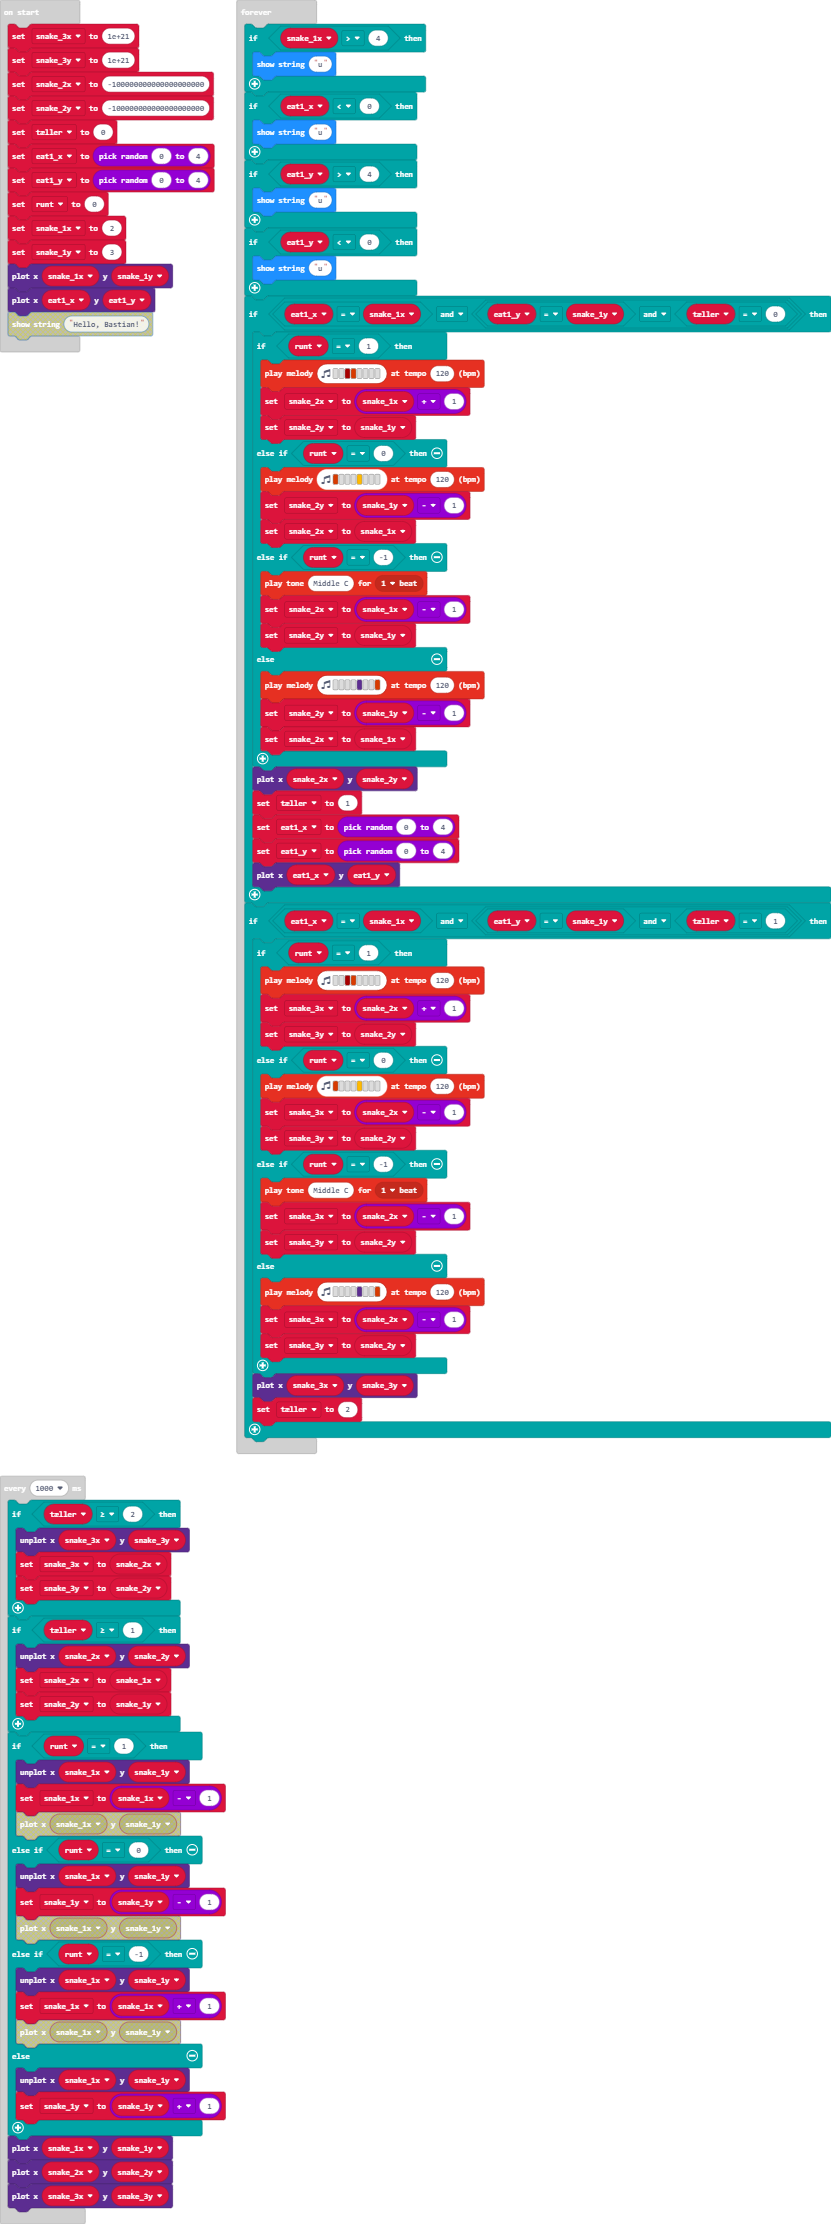 on start
set snake_3x to 1e+21
set snake_3y to 1e+21
set snake_2x to -100000000000000000000
set snake_2y to -100000000000000000000
set tæller to 0
set eat1_x to pick random 0 to 4
set eat1_y to pick random 0 to 4
set runt to 0
set snake_1x to 2
set snake_1y to 3
plot x snake_1x y snake_1y
plot x eat1_x y eat1_y
show string "Hello, Bastian!"
forever
if snake_1x > 4 then
show string "u"
if eat1_x < 0 then
show string "u"
if eat1_y > 4 then
show string "u"
if eat1_y < 0 then
show string "u"
if eat1_x = snake_1x and eat1_y = snake_1y and tæller = 0 then
if runt = 1 then
play melody at tempo 120 (bpm)
set snake_2x to snake_1x + 1
set snake_2y to snake_1y
else if runt = 0 then
play melody at tempo 120 (bpm)
set snake_2y to snake_1y - 1
set snake_2x to snake_1x
else if runt = -1 then
play tone Middle C for 1 beat
set snake_2x to snake_1x - 1
set snake_2y to snake_1y
else
play melody at tempo 120 (bpm)
set snake_2y to snake_1y - 1
set snake_2x to snake_1x
plot x snake_2x y snake_2y
set tæller to 1
set eat1_x to pick random 0 to 4
set eat1_y to pick random 0 to 4
plot x eat1_x y eat1_y
if eat1_x = snake_1x and eat1_y = snake_1y and tæller = 1 then
if runt = 1 then
play melody at tempo 120 (bpm)
set snake_3x to snake_2x + 1
set snake_3y to snake_2y
else if runt = 0 then
play melody at tempo 120 (bpm)
set snake_3x to snake_2x - 1
set snake_3y to snake_2y
else if runt = -1 then
play tone Middle C for 1 beat
set snake_3x to snake_2x - 1
set snake_3y to snake_2y
else
play melody at tempo 120 (bpm)
set snake_3x to snake_2x - 1
set snake_3y to snake_2y
plot x snake_3x y snake_3y
set tæller to 2
every 1000 ms
if tæller ≥ 2 then
unplot x snake_3x y snake_3y
set snake_3x to snake_2x
set snake_3y to snake_2y
if tæller ≥ 1 then
unplot x snake_2x y snake_2y
set snake_2x to snake_1x
set snake_2y to snake_1y
if runt = 1 then
unplot x snake_1x y snake_1y
set snake_1x to snake_1x - 1
plot x snake_1x y snake_1y
else if runt = 0 then
unplot x snake_1x y snake_1y
set snake_1y to snake_1y - 1
plot x snake_1x y snake_1y
else if runt = -1 then
unplot x snake_1x y snake_1y
set snake_1x to snake_1x + 1
plot x snake_1x y snake_1y
else
unplot x snake_1x y snake_1y
set snake_1y to snake_1y + 1
plot x snake_1x y snake_1y
plot x snake_2x y snake_2y
plot x snake_3x y snake_3y